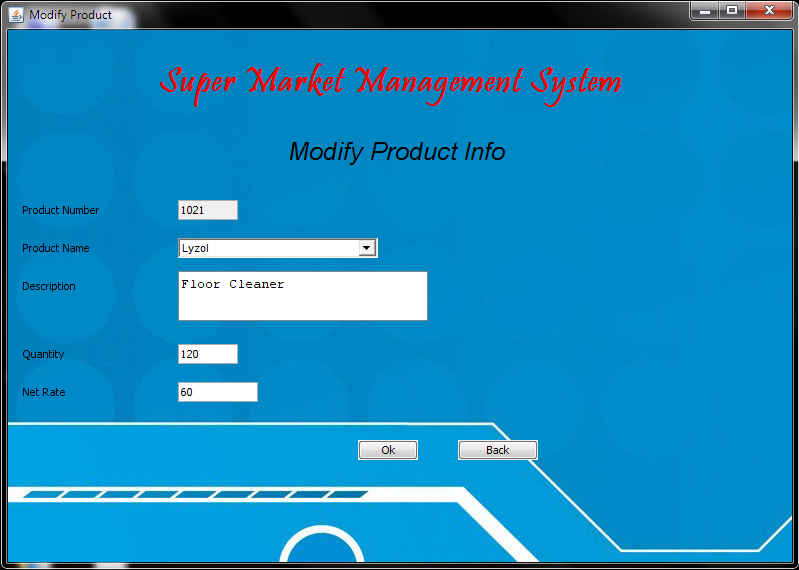 Modify Product
Super Market Management System
Modify Product Info
Product Number 1021
Product Name Lyzol
Description Floor Cleaner
Quantity 120
Net Rate 60
Ok Back